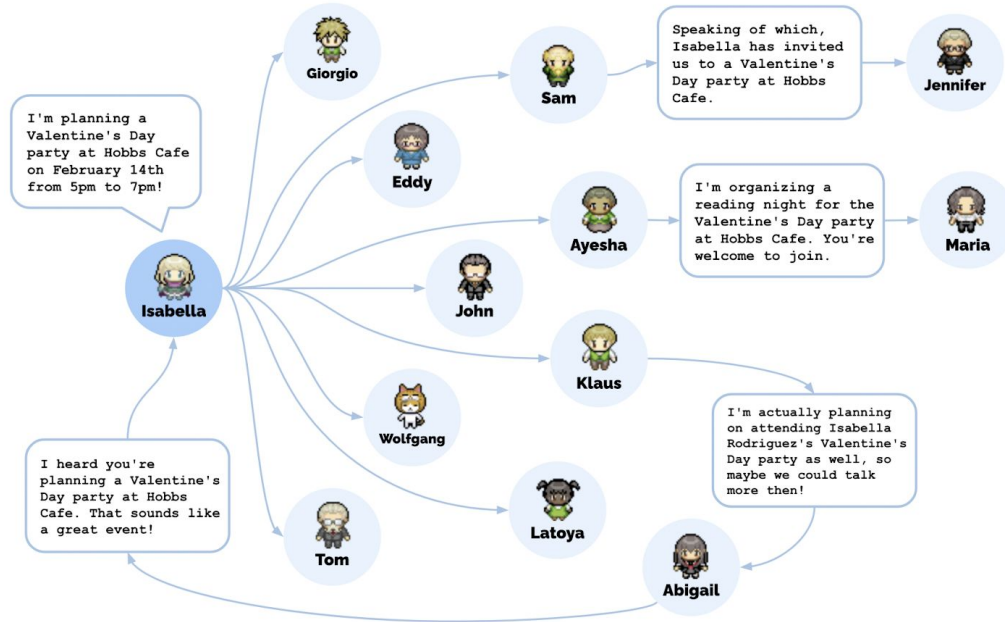 Giorgio
Sam
Speaking of which,
Isabella has invited
us to a Valentine's
Day party at Hobbs
Cafe.
Jennifer
I'm planning a
Valentine's Day
party at Hobbs Cafe
on February 14th
from 5pm to 7pm!
Eddy
Ayesha
I'm organizing a
reading night for the
Valentine's Day party
at Hobbs Cafe. You're
welcome to join.
Maria
Isabella
John
Klaus
Wolfgang
I'm actually planning
on attending Isabella
Rodriguez's Valentine's
Day party as well, so
maybe we could talk
more then!
I heard you're
planning a Valentine's
Day party at Hobbs
Cafe. That sounds like
a great event!
Tom
Latoya
Abigail